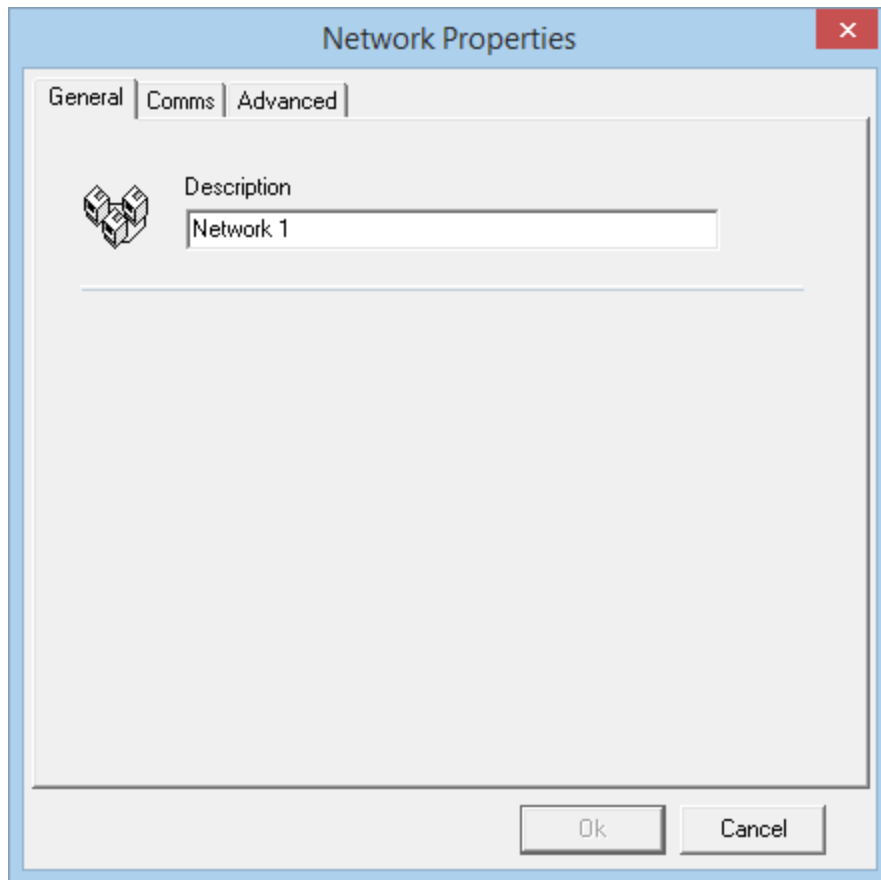 Network Properties
General Comms Advanced
Description
Network 1
Ok Cancel